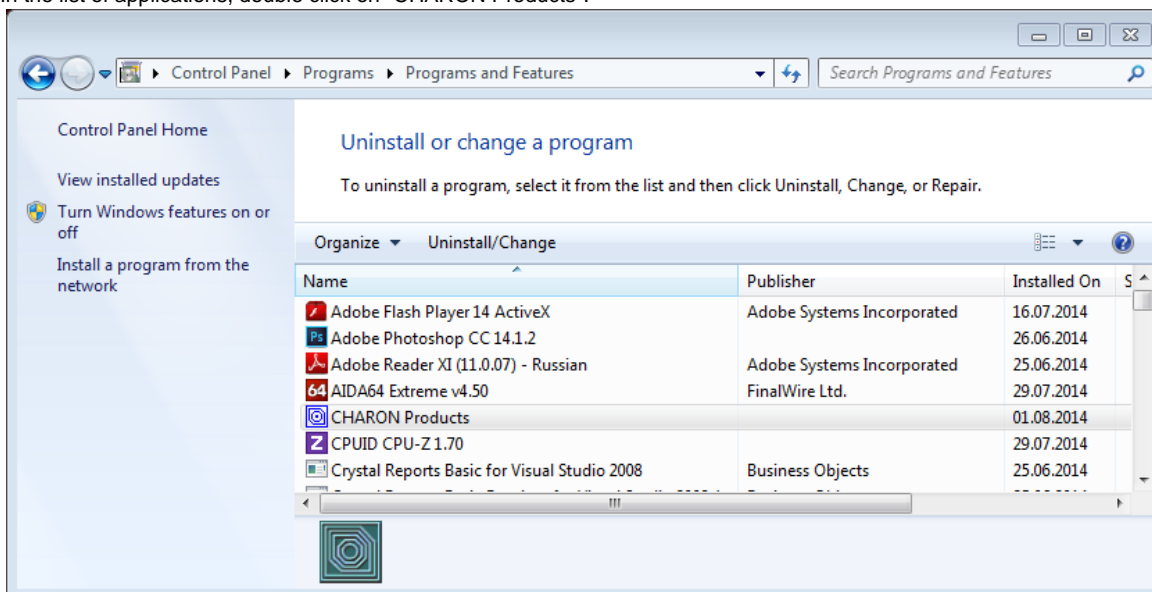 in the list of applications, double click on "CHARON Products".
Control Panel Programs Programs and Features Search Programs and Features
Control Panel Home
View installed updates
Turn Windows features on or
off
Install a program from the
network
Uninstall or change a program
To uninstall a program, select it from the list and then click Uninstall, Change, or Repair.
Organize Uninstall/Change
Name Publisher Installed On S
Adobe Flash Player 14 ActiveX Adobe Systems Incorporated 16.07.2014
Ps Adobe Photoshop CC 14.1.2 26.06.2014
Adobe Reader XI (11.0.07) - Russian Adobe Systems Incorporated 25.06.2014
64 AIDA64 Extreme v4.50 FinalWire Ltd. 29.07.2014
CHARON Products 01.08.2014
Z CPUID CPU-Z 1.70 29.07.2014
Crystal Reports Basic for Visual Studio 2008 Business Objects 25.06.2014